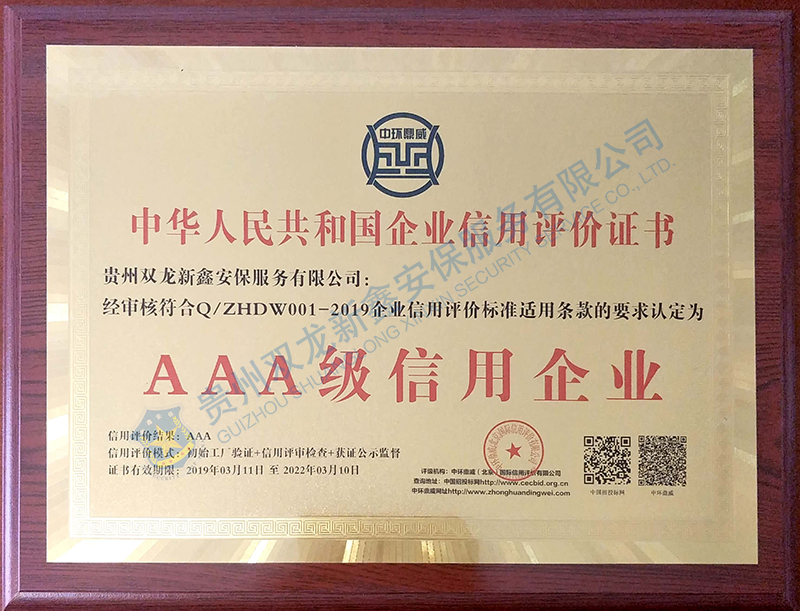 中环鼎威
中华人民共和国企业信用评价证书
贵州双龙新鑫安保服务有限公司：
经审核符合Q/ZHDW001-2019企业信用评价标准适用条款的要求认定为
AAA级信用企业
信用评价结果：AAA
信用评价模式：初始工厂验证+信用评审检查+获证公示监督
证书有效期限：2019年03月11日 至 2022年03月10日
评级机构：中环鼎威（北京）国际信用评价有限公司
查询地址：中国招投标网http://www.cecbid.org.cn
中环鼎威网址http://www.zhonghuandingwei.com
中国招投标网
中环鼎威
贵州双龙新鑫安保服务有限公司
GUIZHOU SHUANGLONG XINXIN SECURITY SERVICE CO., LTD.